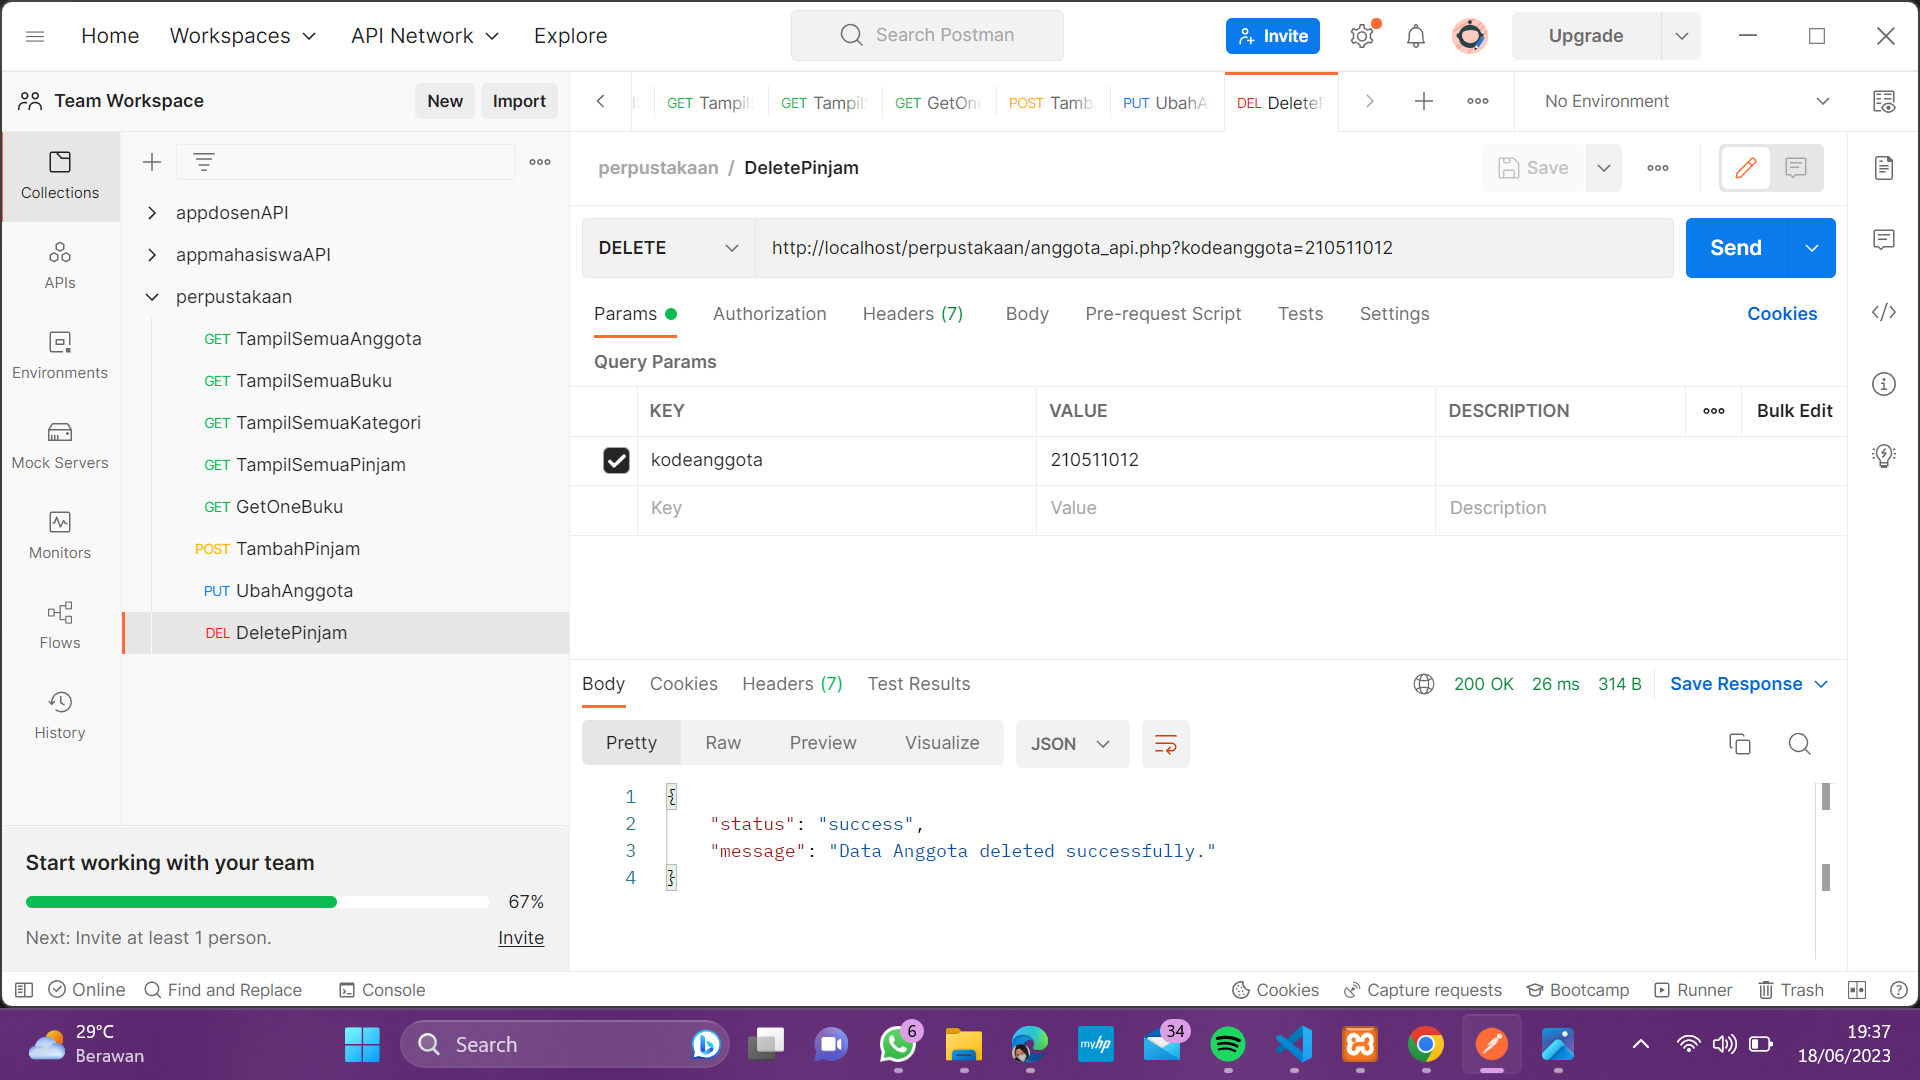 Home
Workspaces
API Network
Explore
Search Postman
Invite
Upgrade
Team Workspace
New
Import
GET Tampil
GET Tampil
GET GetOne
POST Tamb
PUT UbahA
DEL Delete
No Environment
Collections
APIs
Environments
Mock Servers
Monitors
Flows
History
appdosenAPI
appmahasiswaAPI
perpustakaan
GET TampilSemuaAnggota
GET TampilSemuaBuku
GET TampilSemuaKategori
GET TampilSemuaPinjam
GET GetOneBuku
POST TambahPinjam
PUT UbahAnggota
DEL DeletePinjam
Start working with your team
67%
Next: Invite at least 1 person.
Invite
perpustakaan / DeletePinjam
Save
DELETE
http://localhost/perpustakaan/anggota_api.php?kodeanggota=210511012
Send
Params
Authorization
Headers (7)
Body
Pre-request Script
Tests
Settings
Cookies
Query Params
KEY
VALUE
DESCRIPTION
Bulk Edit
kodeanggota
210511012
Key
Value
Description
Body
Cookies
Headers (7)
Test Results
200 OK
26 ms
314 B
Save Response
Pretty
Raw
Preview
Visualize
JSON
1 {
2 "status": "success",
3 "message": "Data Anggota deleted successfully."
4 }
Online
Find and Replace
Console
Cookies
Capture requests
Bootcamp
Runner
Trash
29°C
Berawan
Search
6
myhp
34
19:37
18/06/2023